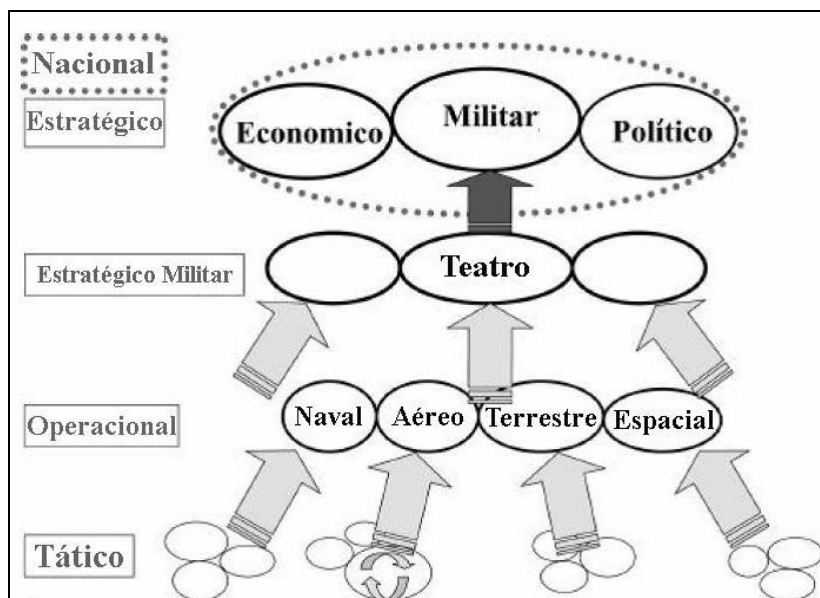 Nacional
Estratégico
Economico
Militar
Político
Estratégico Militar
Teatro
Operacional
Naval
Aéreo
Terrestre
Espacial
Tático